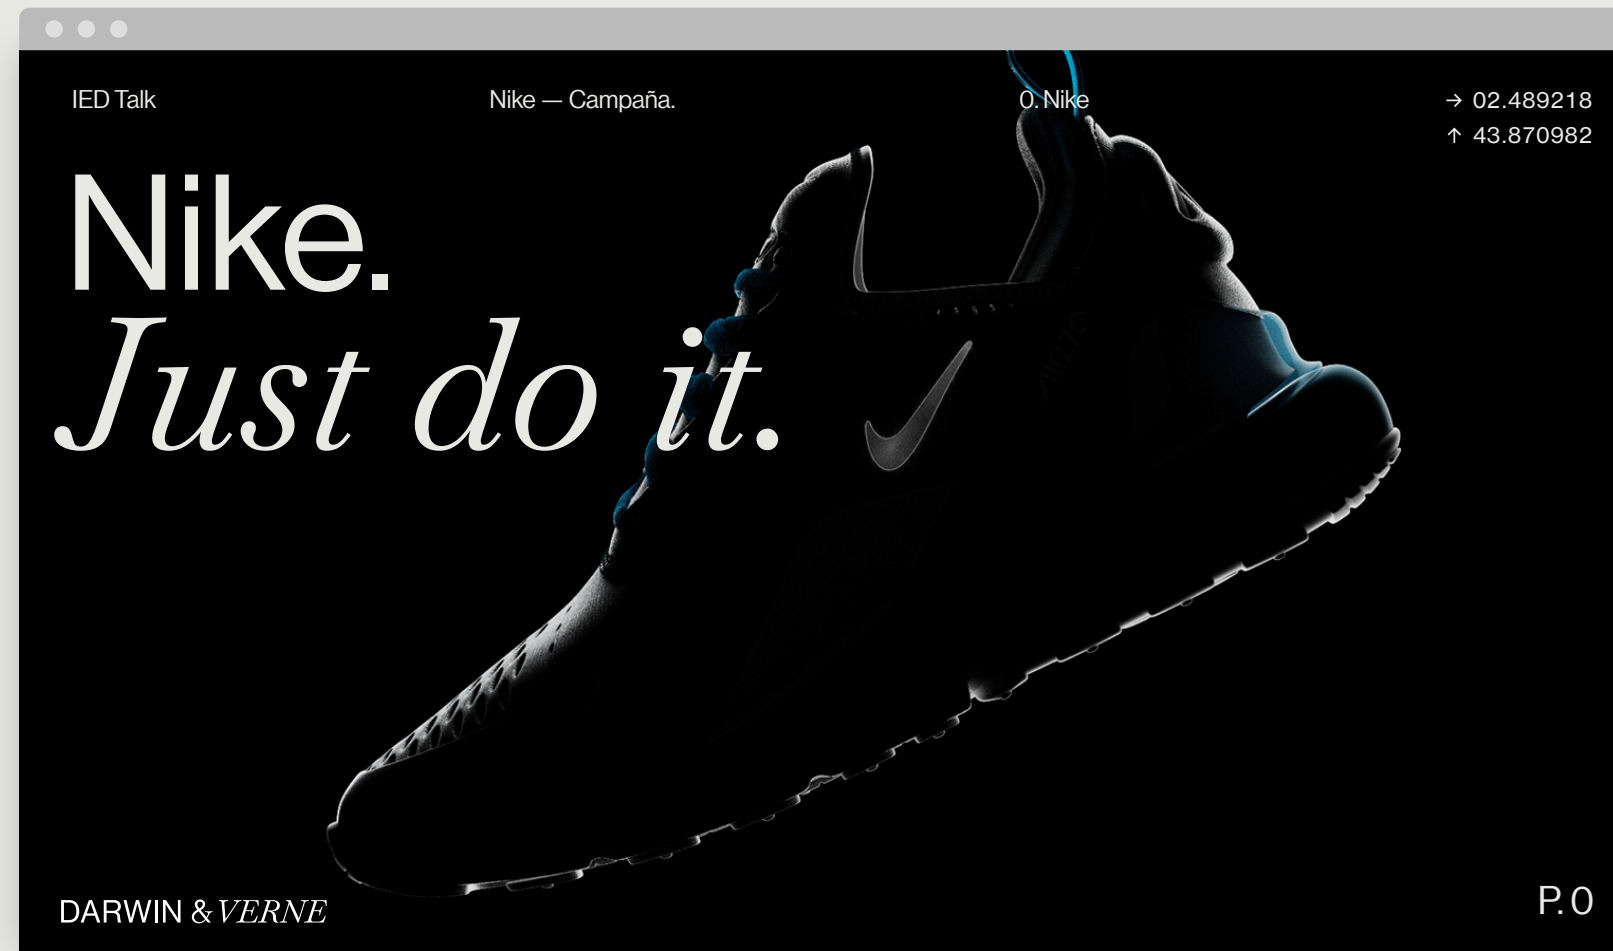 IED Talk
Nike — Campaña.
0. Nike
→ 02.489218
↑ 43.870982
Nike.
Just do it.
DARWIN & VERNE
P. 0